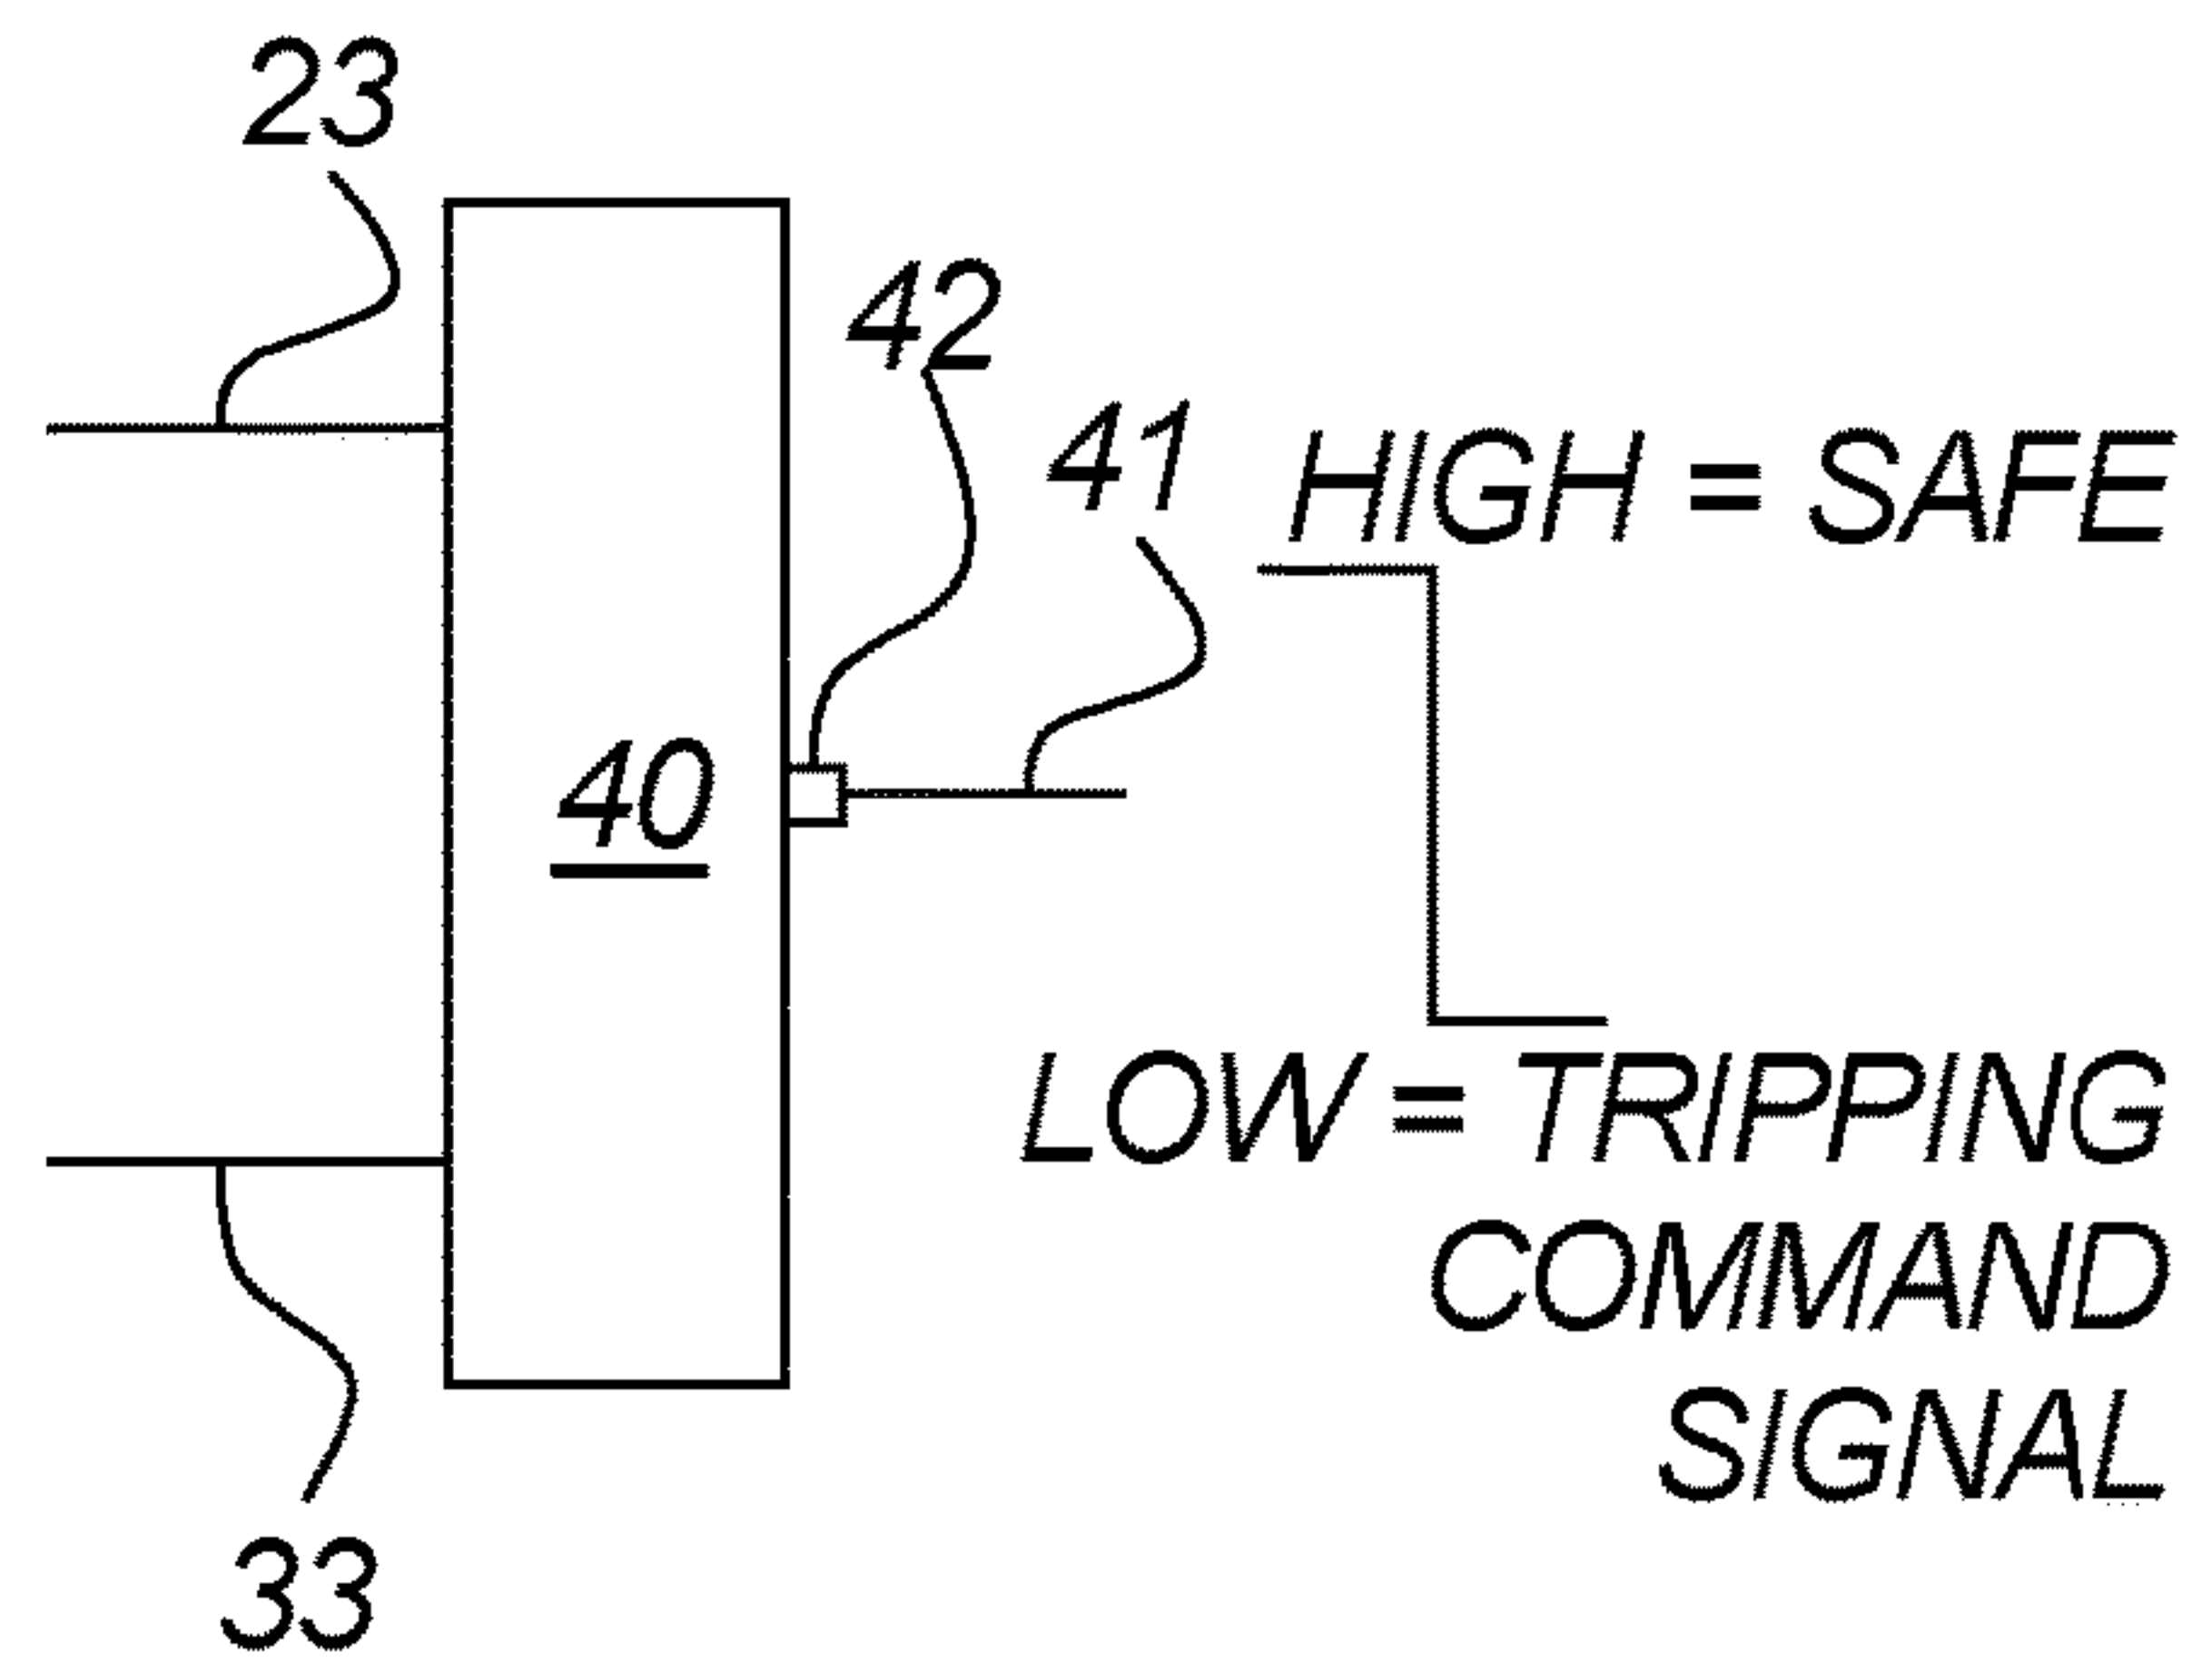 23
42
41
HIGH = SAFE
40
LOW = TRIPPING
COMMAND
SIGNAL
33